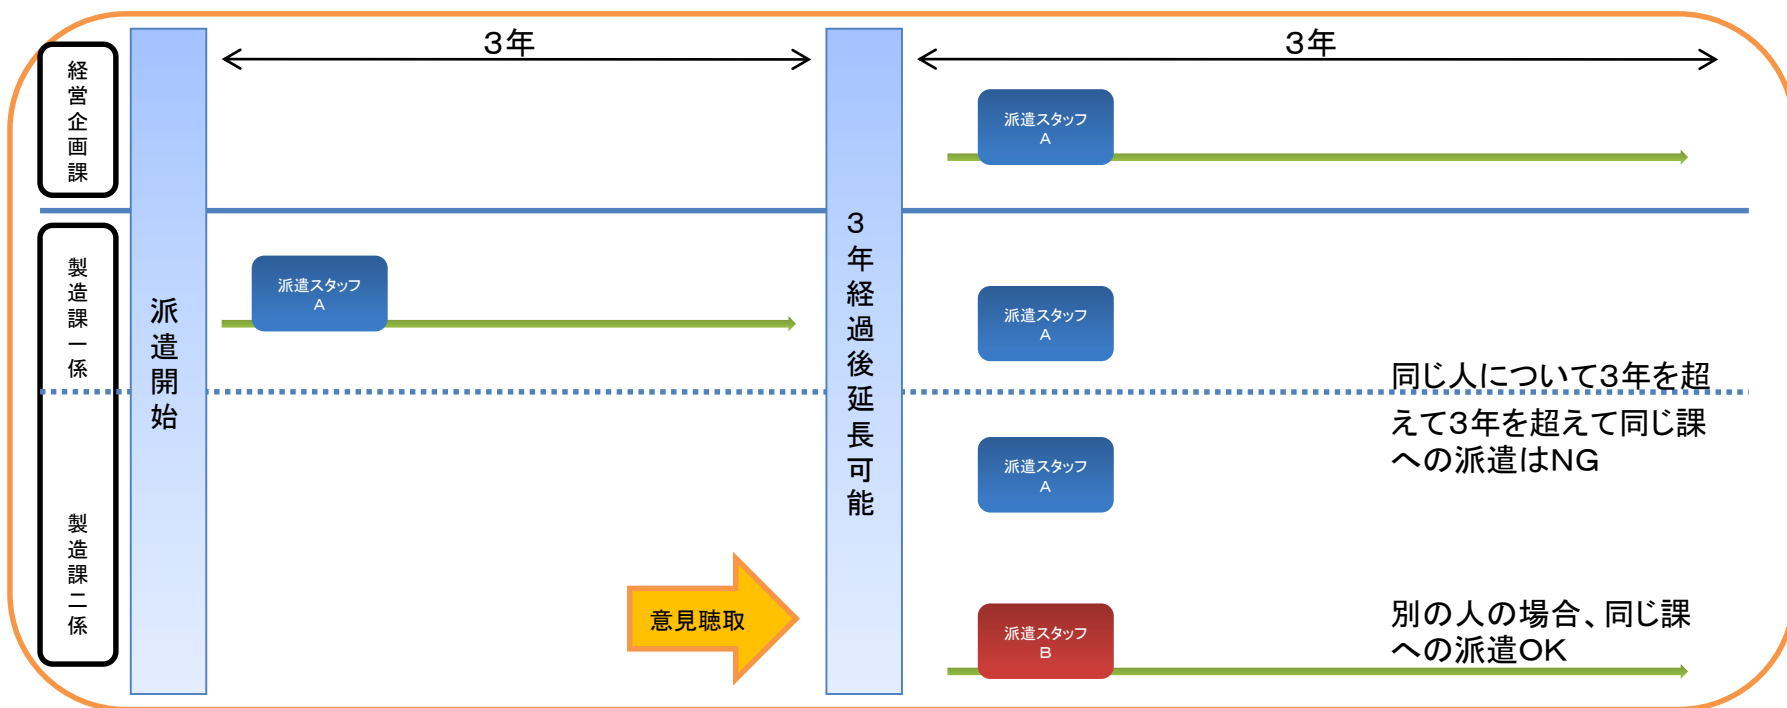 3年
3年
経営企画課
派遣スタッフ
A
製造課一係
派遣開始
派遣スタッフ
A
3年経過後延長可能
派遣スタッフ
A
同じ人について3年を超
えて3年を超えて同じ課
への派遣はNG
派遣スタッフ
A
製造課二係
意見聴取
派遣スタッフ
B
別の人の場合、同じ課
への派遣OK